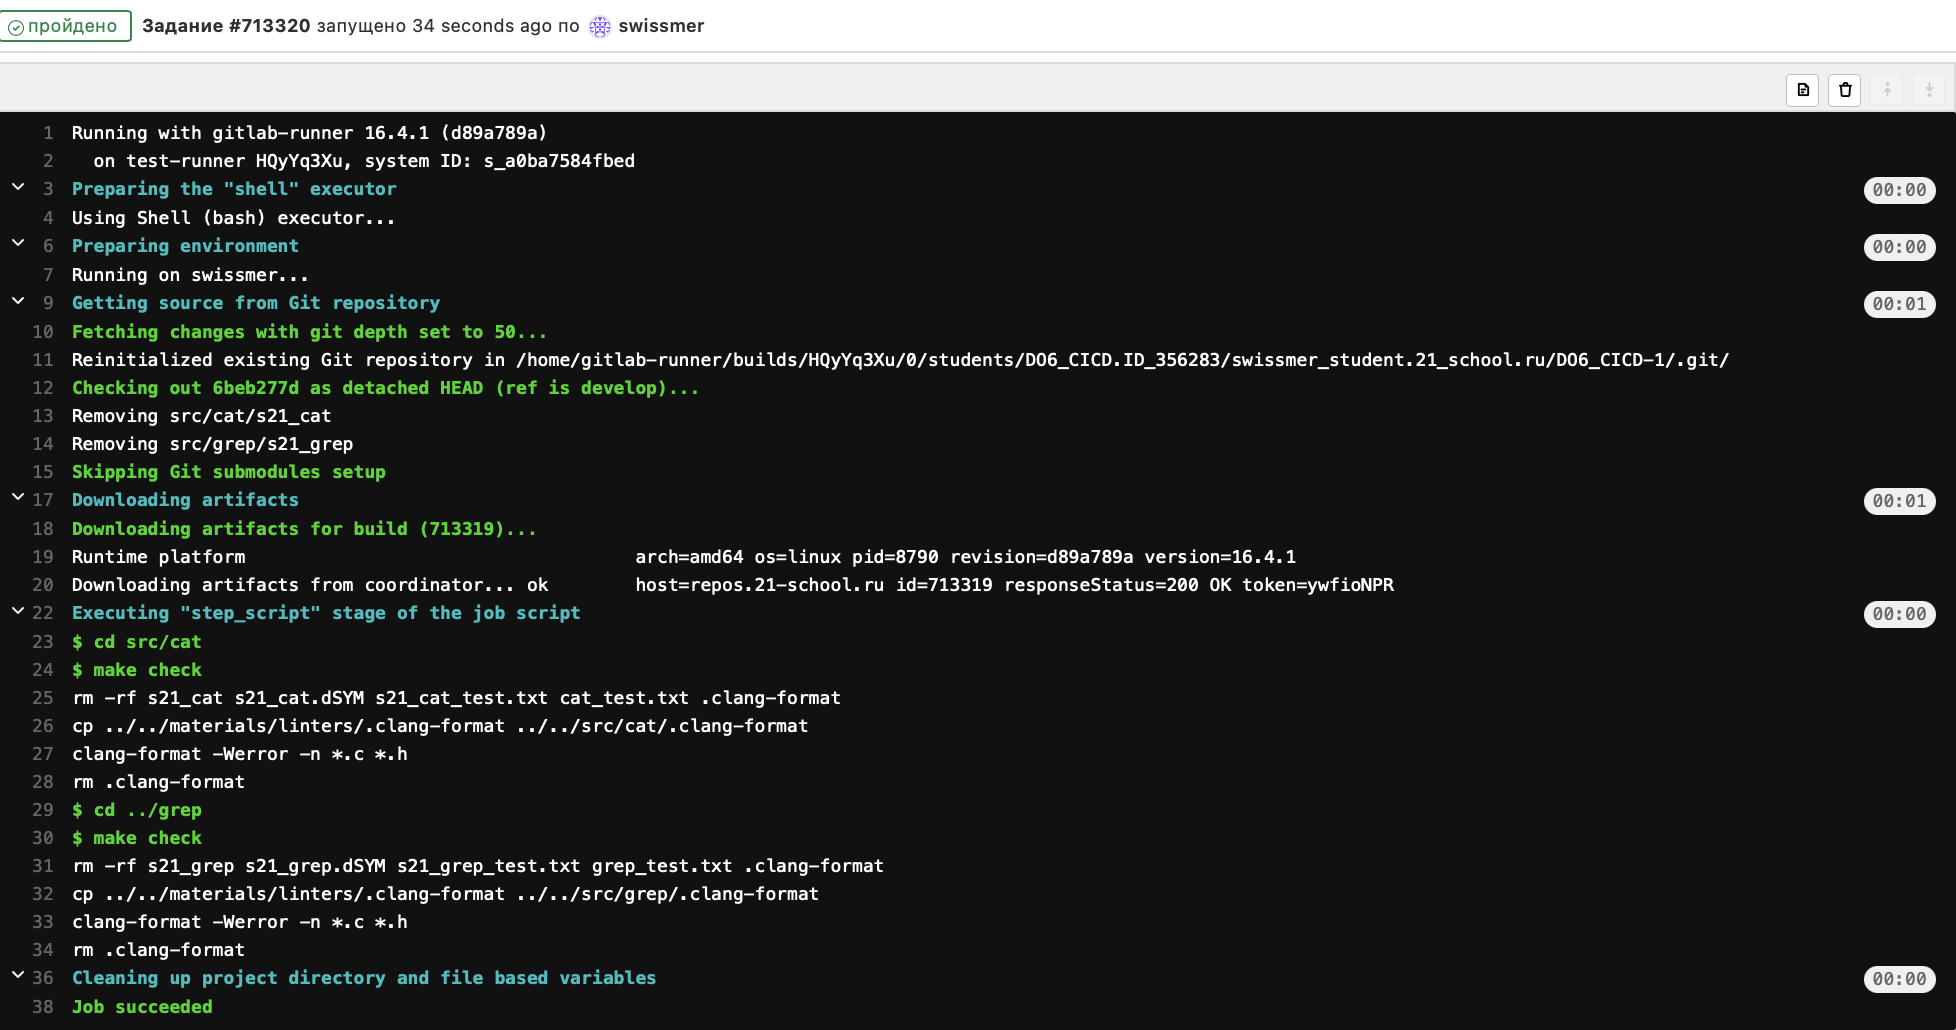 пройдено Задание #713320 запущено 34 seconds ago по swissmer
1 Running with gitlab-runner 16.4.1 (d89a789a)
2 on test-runner HQyYq3Xu, system ID: s_a0ba7584fbed
3 Preparing the "shell" executor 00:00
4 Using Shell (bash) executor...
6 Preparing environment 00:00
7 Running on swissmer...
9 Getting source from Git repository 00:01
10 Fetching changes with git depth set to 50...
11 Reinitialized existing Git repository in /home/gitlab-runner/builds/HQyYq3Xu/0/students/DO6_CICD.ID_356283/swissmer_student.21_school.ru/DO6_CICD-1/.git/
12 Checking out 6beb277d as detached HEAD (ref is develop)...
13 Removing src/cat/s21_cat
14 Removing src/grep/s21_grep
15 Skipping Git submodules setup
17 Downloading artifacts 00:01
18 Downloading artifacts for build (713319)...
19 Runtime platform arch=amd64 os=linux pid=8790 revision=d89a789a version=16.4.1
20 Downloading artifacts from coordinator... ok host=repos.21-school.ru id=713319 responseStatus=200 OK token=ywfioNPR
22 Executing "step_script" stage of the job script 00:00
23 $ cd src/cat
24 $ make check
25 rm -rf s21_cat s21_cat.dSYM s21_cat_test.txt cat_test.txt .clang-format
26 cp ../../materials/linters/.clang-format ../../src/cat/.clang-format
27 clang-format -Werror -n *.c *.h
28 rm .clang-format
29 $ cd ../grep
30 $ make check
31 rm -rf s21_grep s21_grep.dSYM s21_grep_test.txt grep_test.txt .clang-format
32 cp ../../materials/linters/.clang-format ../../src/grep/.clang-format
33 clang-format -Werror -n *.c *.h
34 rm .clang-format
36 Cleaning up project directory and file based variables 00:00
38 Job succeeded